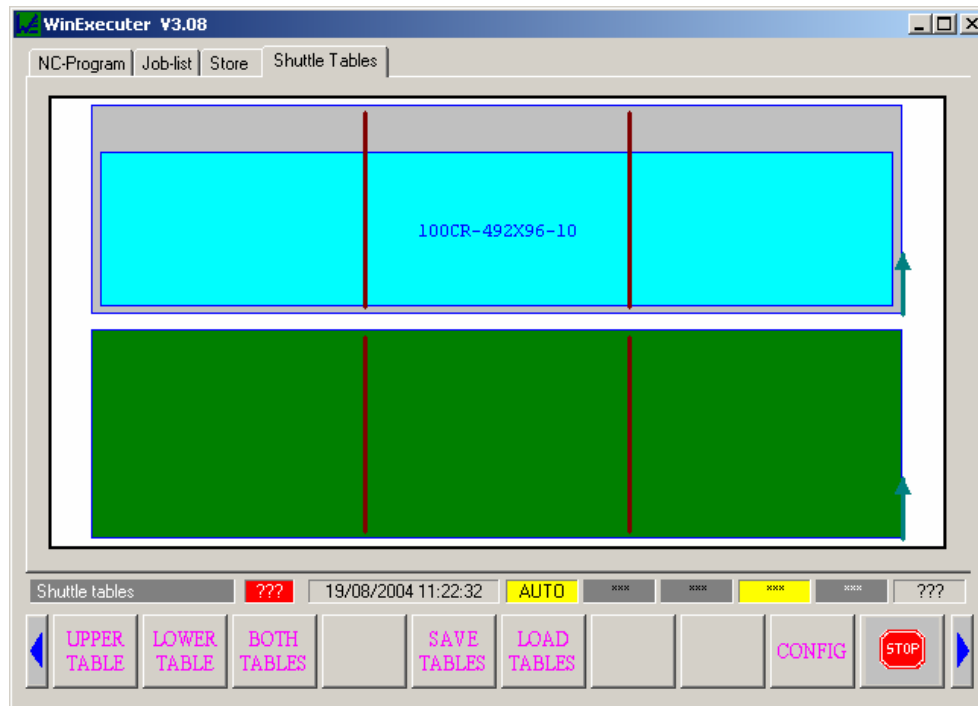 WinExecuter V3.08
NC-Program Job-list Store Shuttle Tables
100CR-492X96-10
Shuttle tables ??? 19/08/2004 11:22:32 AUTO *** *** *** *** ???
UPPER TABLE LOWER TABLE BOTH TABLES SAVE TABLES LOAD TABLES CONFIG STOP